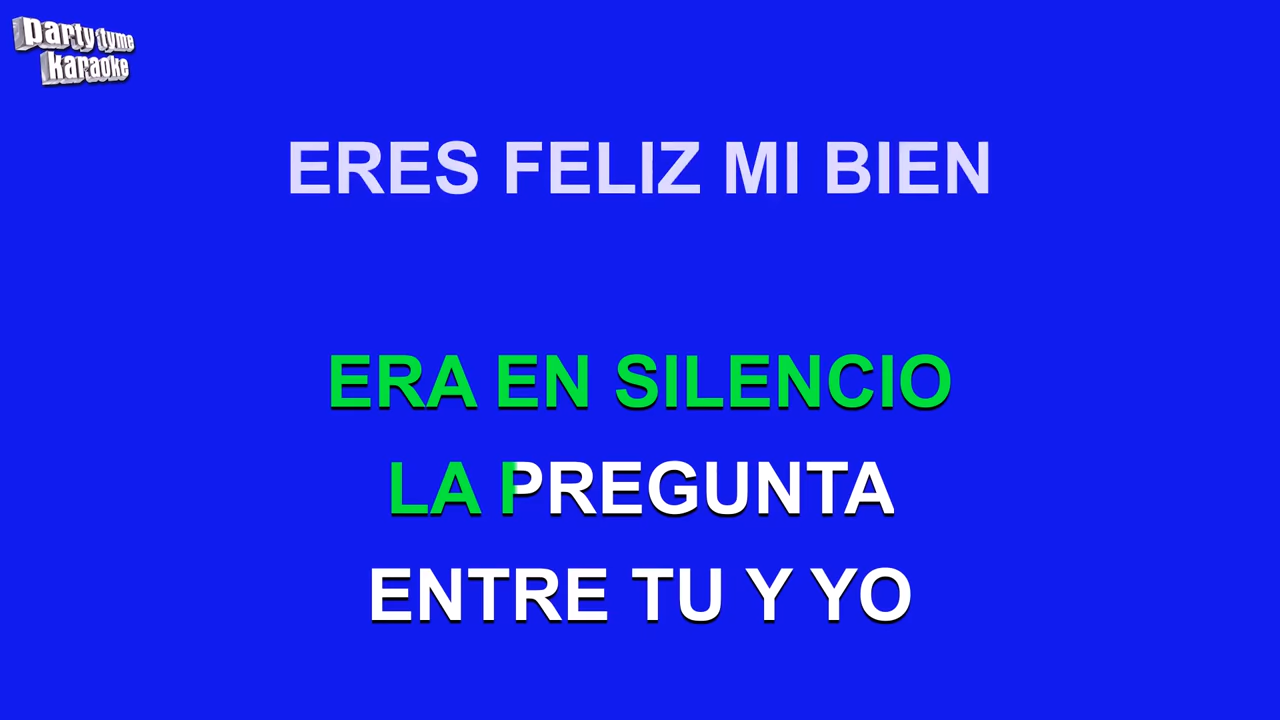 party tyme
karaoke
ERES FELIZ MI BIEN
ERA EN SILENCIO
LA PREGUNTA
ENTRE TU Y YO